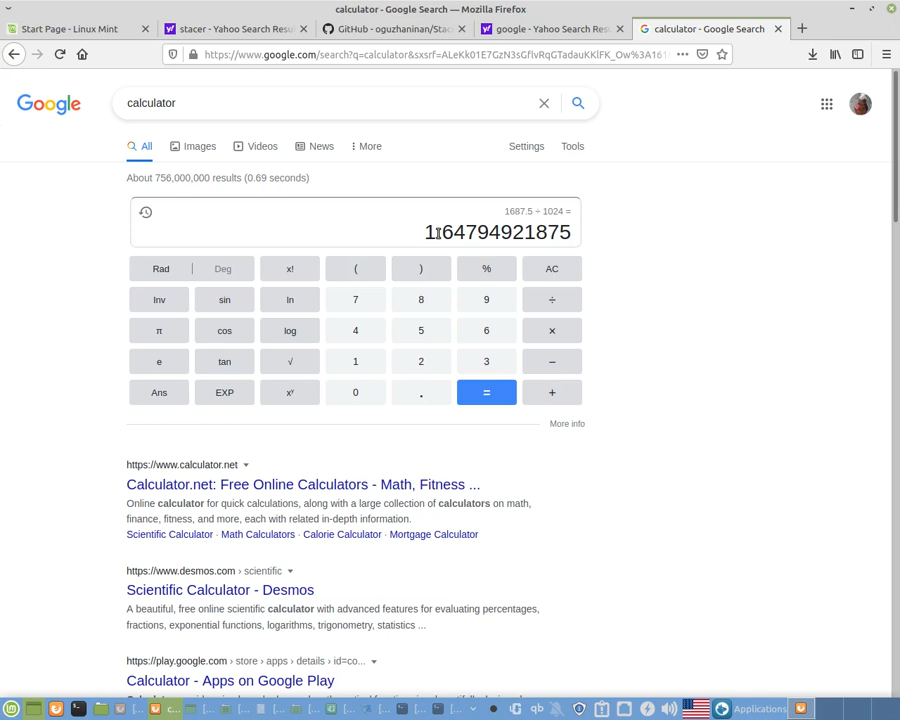 calculator - Google Search — Mozilla Firefox
Start Page - Linux Mint
stacer - Yahoo Search Resu
GitHub - oguzhaninan/Stac
google - Yahoo Search Res
calculator - Google Search
https://www.google.com/search?q=calculator&sxsrf=ALeKk01E7GzN3sGflvRqGTadauKKlFK_Ow%3A161
Google
calculator
All
Images
Videos
News
More
Settings
Tools
About 756,000,000 results (0.69 seconds)
1687.5 ÷ 1024 =
1.64794921875
Rad | Deg x! ( ) % AC
Inv sin ln 7 8 9 ÷
π cos log 4 5 6 ×
e tan √ 1 2 3 −
Ans EXP xʸ 0 . = +
More info
https://www.calculator.net
Calculator.net: Free Online Calculators - Math, Fitness ...
Online calculator for quick calculations, along with a large collection of calculators on math,
finance, fitness, and more, each with related in-depth information.
Scientific Calculator · Math Calculators · Calorie Calculator · Mortgage Calculator
https://www.desmos.com › scientific
Scientific Calculator - Desmos
A beautiful, free online scientific calculator with advanced features for evaluating percentages,
fractions, exponential functions, logarithms, trigonometry, statistics ...
https://play.google.com › store › apps › details › id=co...
Calculator - Apps on Google Play
c...
qb
Applications